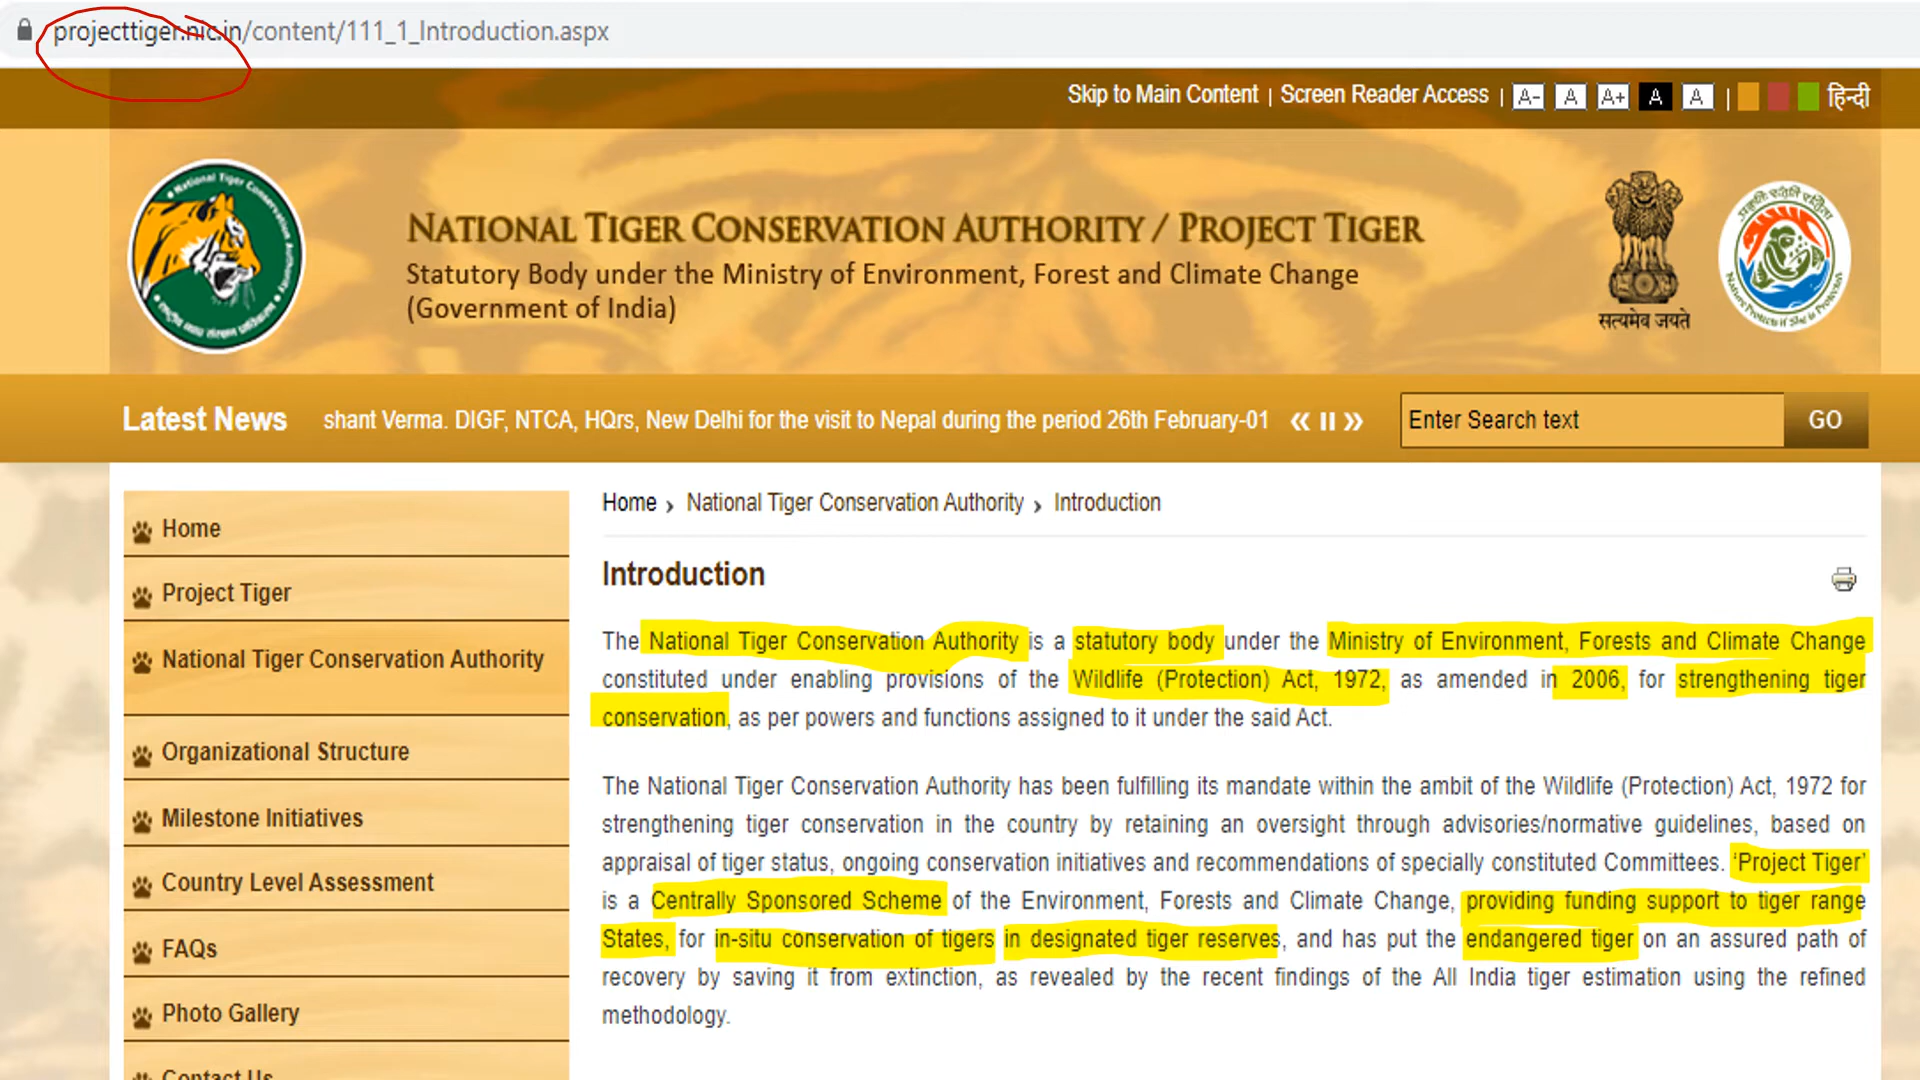 projecttiger.nic.in/content/111_1_Introduction.aspx
Skip to Main Content | Screen Reader Access | A- A A+ A A | हिन्दी
National Tiger Conservation Authority
NATIONAL TIGER CONSERVATION AUTHORITY / PROJECT TIGER
Statutory Body under the Ministry of Environment, Forest and Climate Change
(Government of India)
सत्यमेव जयते
Nature Protects if She is Protected
Latest News
shant Verma. DIGF, NTCA, HQrs, New Delhi for the visit to Nepal during the period 26th February-01
Enter Search text
GO
Home
Project Tiger
National Tiger Conservation Authority
Organizational Structure
Milestone Initiatives
Country Level Assessment
FAQs
Photo Gallery
Contact Us
Home › National Tiger Conservation Authority › Introduction
Introduction
The National Tiger Conservation Authority is a statutory body under the Ministry of Environment, Forests and Climate Change
constituted under enabling provisions of the Wildlife (Protection) Act, 1972, as amended in 2006, for strengthening tiger
conservation, as per powers and functions assigned to it under the said Act.
The National Tiger Conservation Authority has been fulfilling its mandate within the ambit of the Wildlife (Protection) Act, 1972 for
strengthening tiger conservation in the country by retaining an oversight through advisories/normative guidelines, based on
appraisal of tiger status, ongoing conservation initiatives and recommendations of specially constituted Committees. ‘Project Tiger’
is a Centrally Sponsored Scheme of the Environment, Forests and Climate Change, providing funding support to tiger range
States, for in-situ conservation of tigers in designated tiger reserves, and has put the endangered tiger on an assured path of
recovery by saving it from extinction, as revealed by the recent findings of the All India tiger estimation using the refined
methodology.